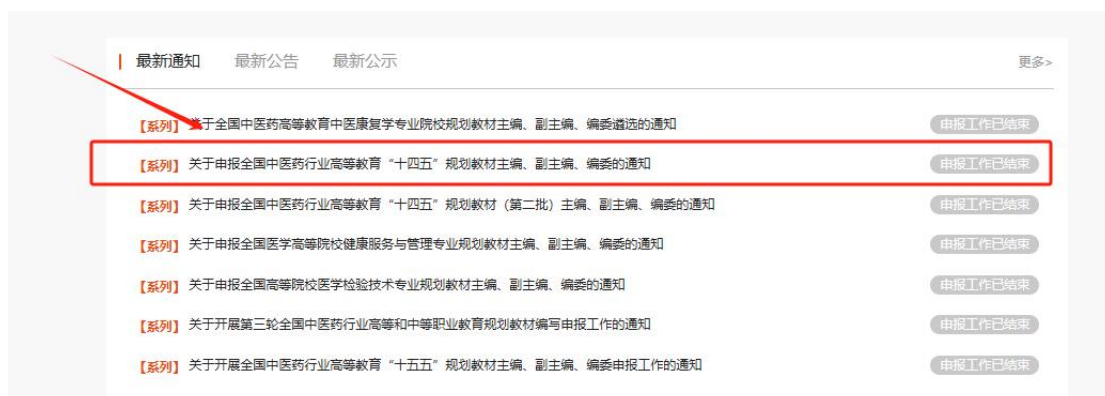 最新通知 最新公告 最新公示 更多>
【系列】 关于全国中医药高等教育中医康复学专业院校规划教材主编、副主编、编委遴选的通知 申报工作已结束
【系列】 关于申报全国中医药行业高等教育“十四五”规划教材主编、副主编、编委的通知 申报工作已结束
【系列】 关于申报全国中医药行业高等教育“十四五”规划教材（第二批）主编、副主编、编委的通知 申报工作已结束
【系列】 关于申报全国医学高等院校健康服务与管理专业规划教材主编、副主编、编委的通知 申报工作已结束
【系列】 关于申报全国高等院校医学检验技术专业规划教材主编、副主编、编委的通知 申报工作已结束
【系列】 关于开展第三轮全国中医药行业高等和中等职业教育规划教材编写申报工作的通知 申报工作已结束
【系列】 关于开展全国中医药行业高等教育“十五五”规划教材主编、副主编、编委申报工作的通知 申报工作已结束